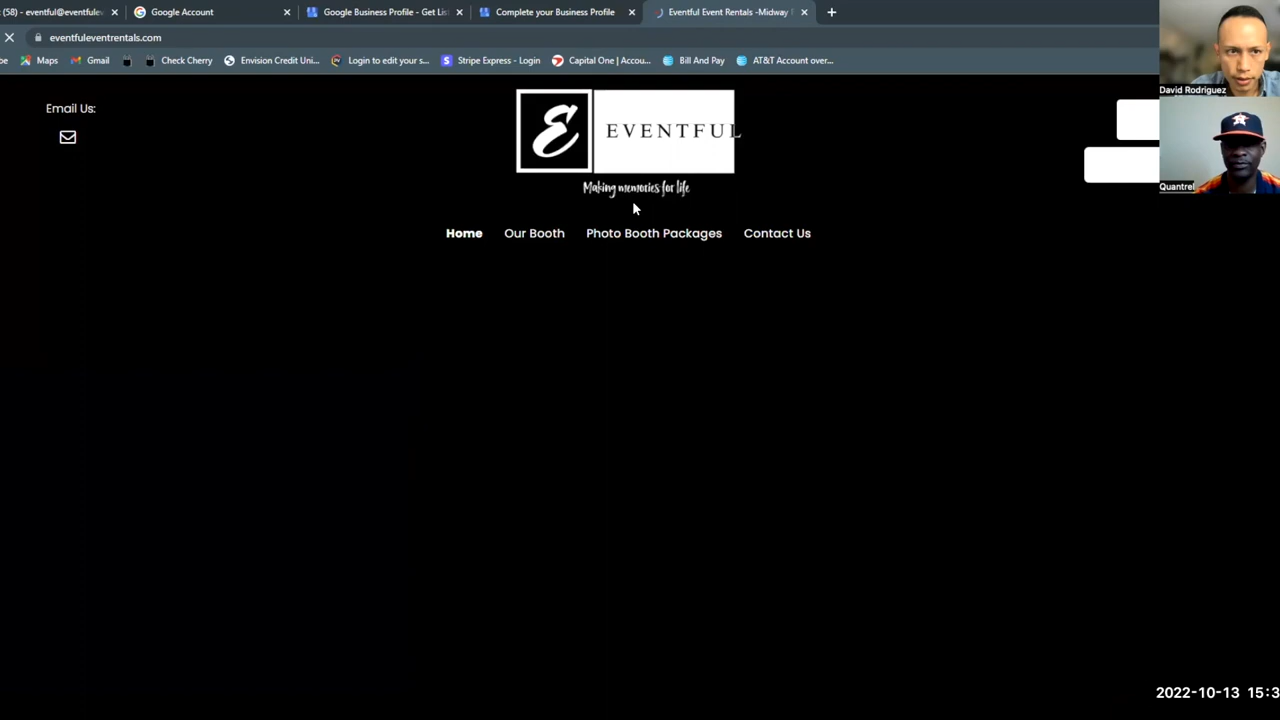 (58) - eventful@eventfule
Google Account
Google Business Profile - Get Lis
Complete your Business Profile
Eventful Event Rentals -Midway
eventfuleventrentals.com
Maps
Gmail
Check Cherry
Envision Credit Uni...
Login to edit your s...
Stripe Express - Login
Capital One | Accou...
Bill And Pay
AT&T Account over...
David Rodriguez
Email Us:
E EVENTFUL
Making memories for life
Quantrel
Home
Our Booth
Photo Booth Packages
Contact Us
2022-10-13 15:3